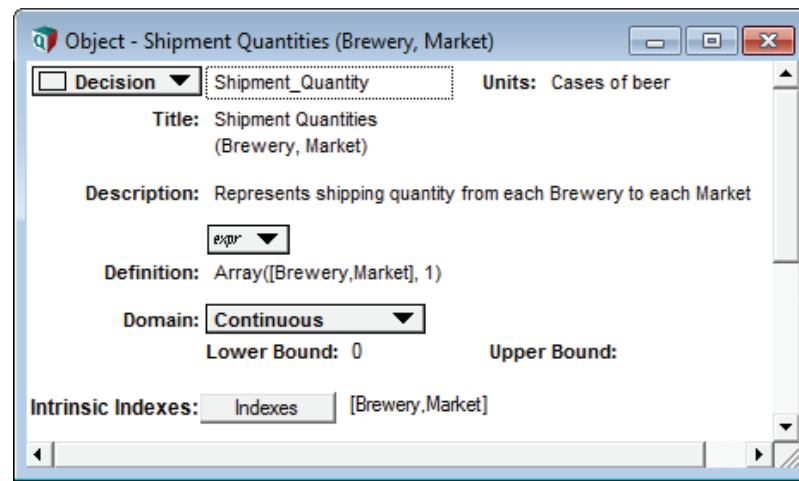 Object - Shipment Quantities (Brewery, Market)
Decision Shipment_Quantity Units: Cases of beer
Title: Shipment Quantities
(Brewery, Market)
Description: Represents shipping quantity from each Brewery to each Market
expr
Definition: Array([Brewery,Market], 1)
Domain: Continuous
Lower Bound: 0 Upper Bound:
Intrinsic Indexes: Indexes [Brewery,Market]